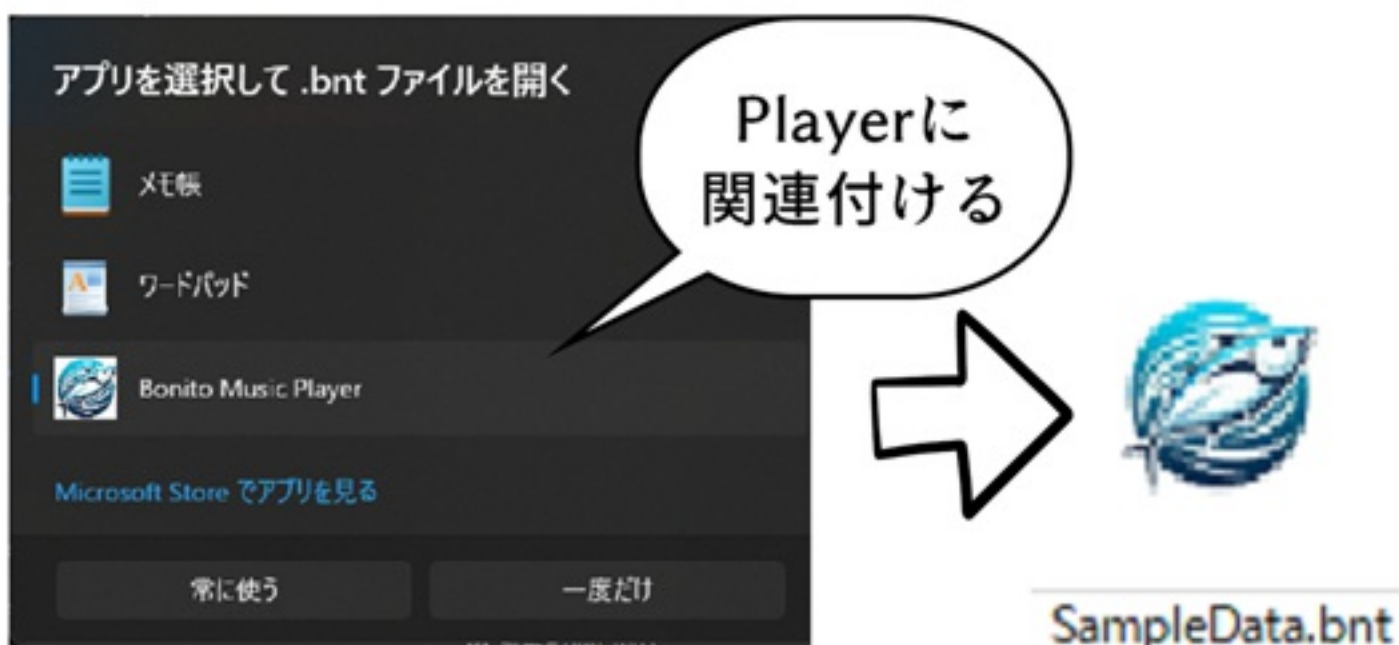 アプリを選択して .bnt ファイルを開く
メモ帳
ワードパッド
Bonito Music Player
Microsoft Store でアプリを見る
常に使う
一度だけ
Playerに
関連付ける
SampleData.bnt